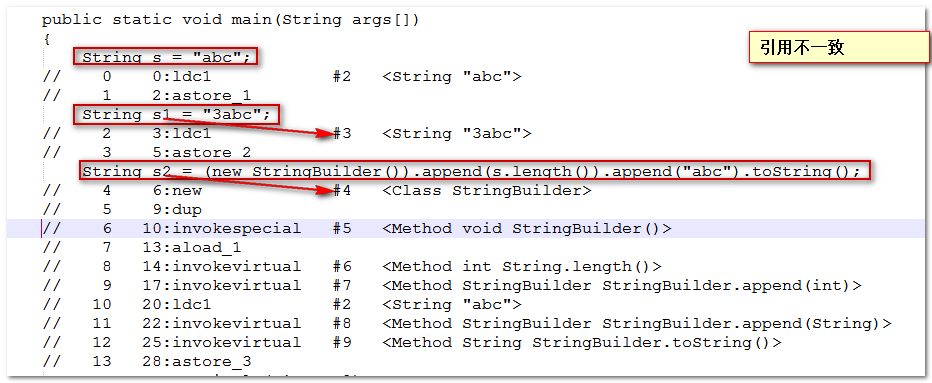 public static void main(String args[])
{
引用不一致
String s = "abc";
// 0 0:ldc1 #2 <String "abc">
// 1 2:astore_1
String s1 = "3abc";
// 2 3:ldc1 #3 <String "3abc">
// 3 5:astore_2
String s2 = (new StringBuilder()).append(s.length()).append("abc").toString();
// 4 6:new #4 <Class StringBuilder>
// 5 9:dup
// 6 10:invokespecial #5 <Method void StringBuilder()>
// 7 13:aload_1
// 8 14:invokevirtual #6 <Method int String.length()>
// 9 17:invokevirtual #7 <Method StringBuilder StringBuilder.append(int)>
// 10 20:ldc1 #2 <String "abc">
// 11 22:invokevirtual #8 <Method StringBuilder StringBuilder.append(String)>
// 12 25:invokevirtual #9 <Method String StringBuilder.toString()>
// 13 28:astore_3